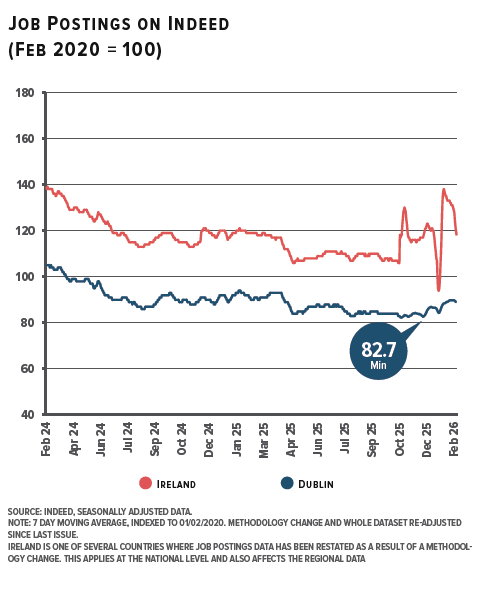 Job Postings on Indeed
(Feb 2020 = 100)
180
160
140
120
100
80
60
40
82.7
Min
Feb 24
Apr 24
Jun 24
Jul 24
Sep 24
Oct 24
Dec 24
Jan 25
Mar 25
Apr 25
Jun 25
Jul 25
Sep 25
Oct 25
Dec 25
Feb 26
Ireland
Dublin
SOURCE: INDEED, SEASONALLY ADJUSTED DATA.
NOTE: 7 DAY MOVING AVERAGE, INDEXED TO 01/02/2020. METHODOLOGY CHANGE AND WHOLE DATASET RE-ADJUSTED
SINCE LAST ISSUE.
IRELAND IS ONE OF SEVERAL COUNTRIES WHERE JOB POSTINGS DATA HAS BEEN RESTATED AS A RESULT OF A METHODOL-
OGY CHANGE. THIS APPLIES AT THE NATIONAL LEVEL AND ALSO AFFECTS THE REGIONAL DATA